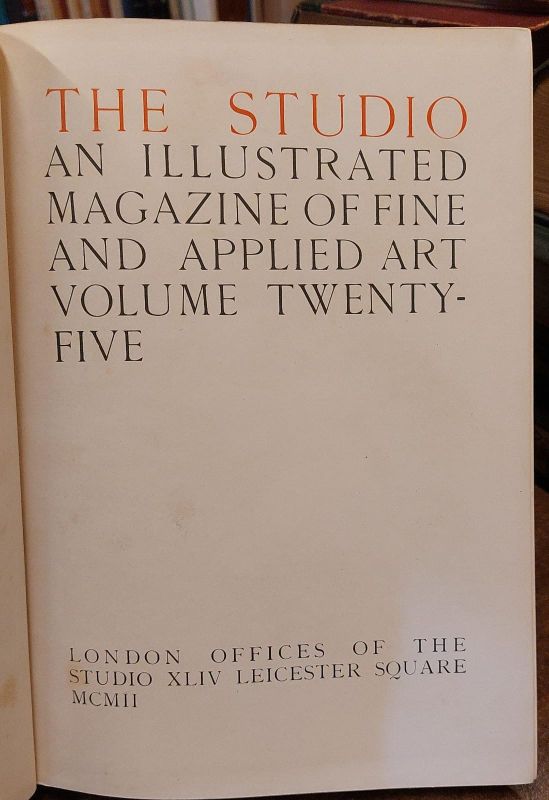 THE STUDIO
AN ILLUSTRATED
MAGAZINE OF FINE
AND APPLIED ART
VOLUME TWENTY-
FIVE
LONDON OFFICES OF THE
STUDIO XLIV LEICESTER SQUARE
MCMII